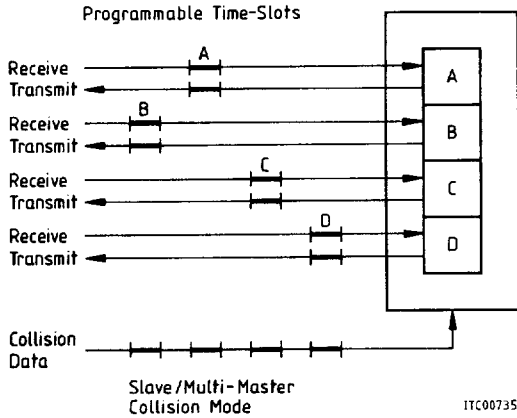 Programmable Time-Slots
A
Receive
Transmit
A
B
Receive
Transmit
B
C
Receive
Transmit
C
D
Receive
Transmit
D
Collision
Data
Slave/Multi-Master
Collision Mode
ITC00735